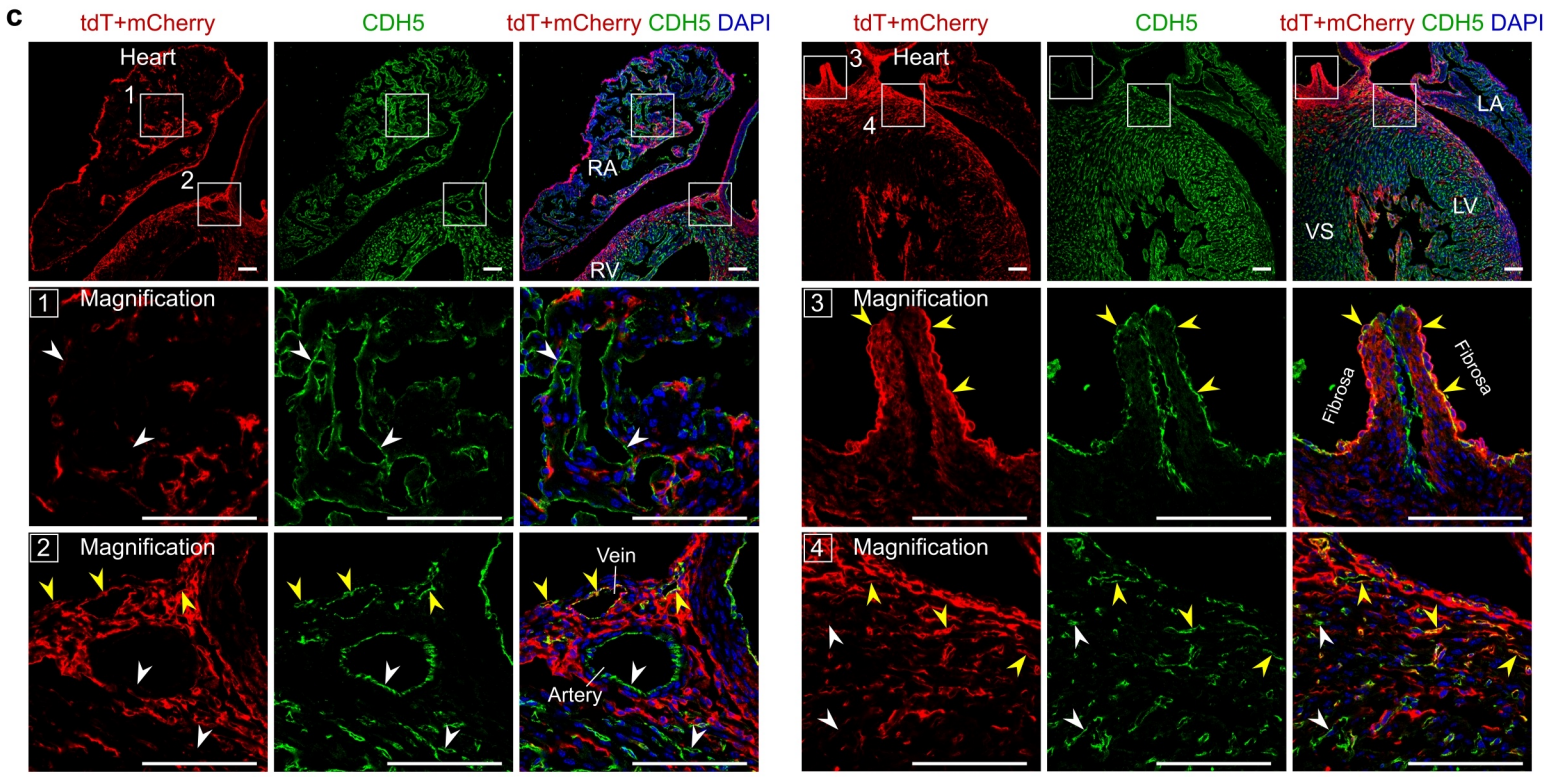 c
tdT+mCherry CDH5 tdT+mCherry CDH5 DAPI tdT+mCherry CDH5 tdT+mCherry CDH5 DAPI
Heart 3 Heart
1 4 LA
2 RA LV
RV VS
1 Magnification 3 Magnification
Fibrosa Fibrosa
2 Magnification 4 Magnification
Vein
Artery